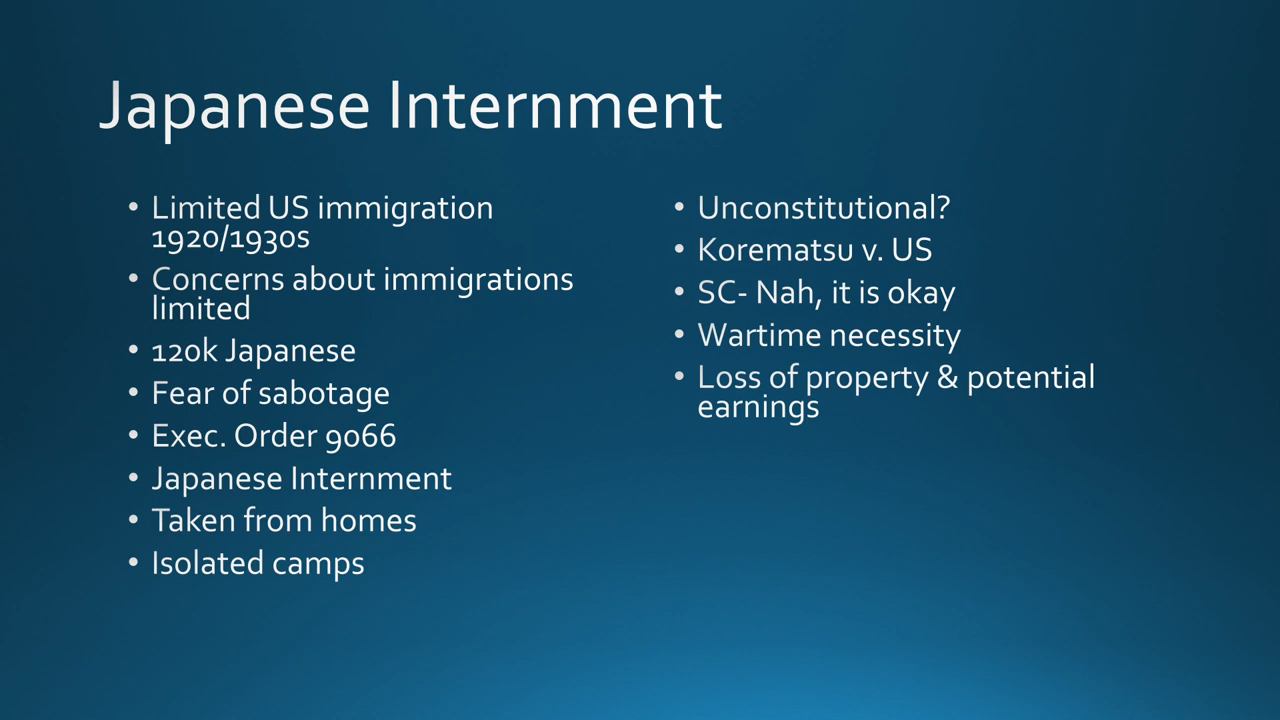 Japanese Internment
• Limited US immigration
1920/1930s
• Concerns about immigrations
limited
• 120k Japanese
• Fear of sabotage
• Exec. Order 9066
• Japanese Internment
• Taken from homes
• Isolated camps
• Unconstitutional?
• Korematsu v. US
• SC- Nah, it is okay
• Wartime necessity
• Loss of property & potential
earnings